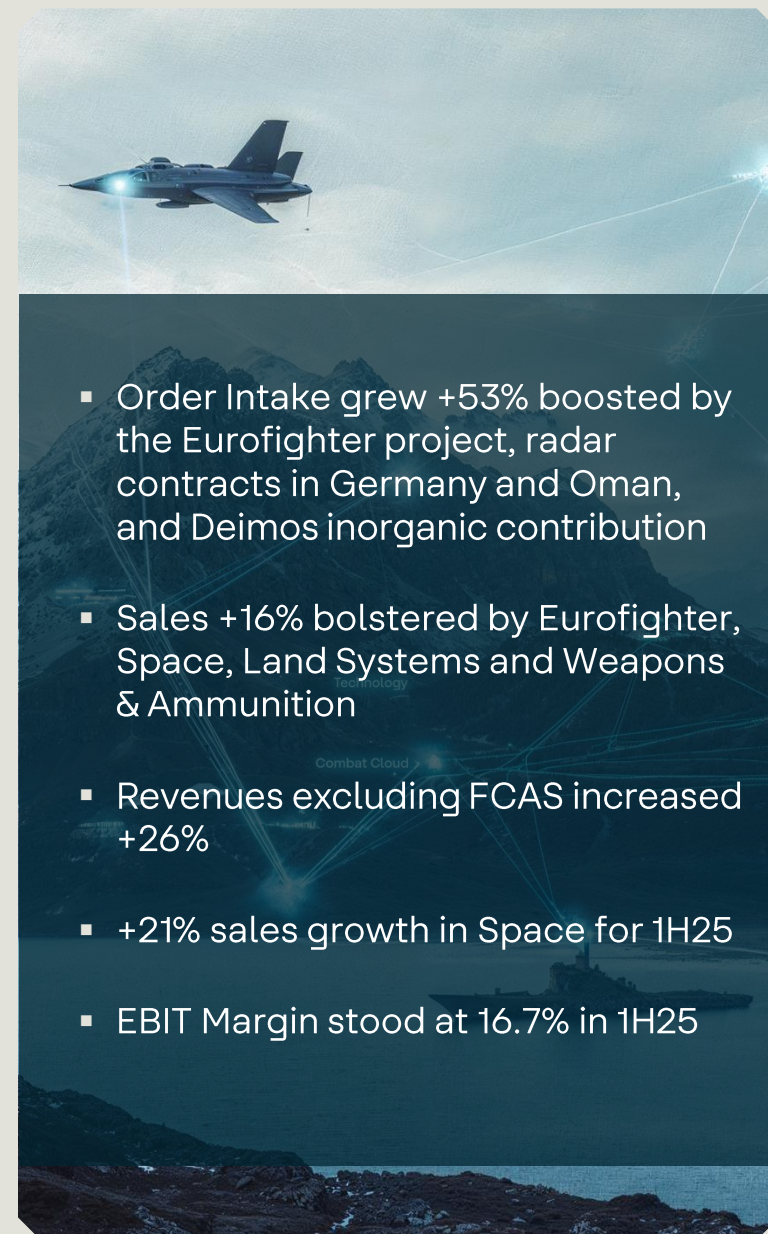 ▪ Order Intake grew +53% boosted by
the Eurofighter project, radar
contracts in Germany and Oman,
and Deimos inorganic contribution
▪ Sales +16% bolstered by Eurofighter,
Space, Land Systems and Weapons
Technology
& Ammunition
Combat Cloud
▪ Revenues excluding FCAS increased
+26%
▪ +21% sales growth in Space for 1H25
▪ EBIT Margin stood at 16.7% in 1H25